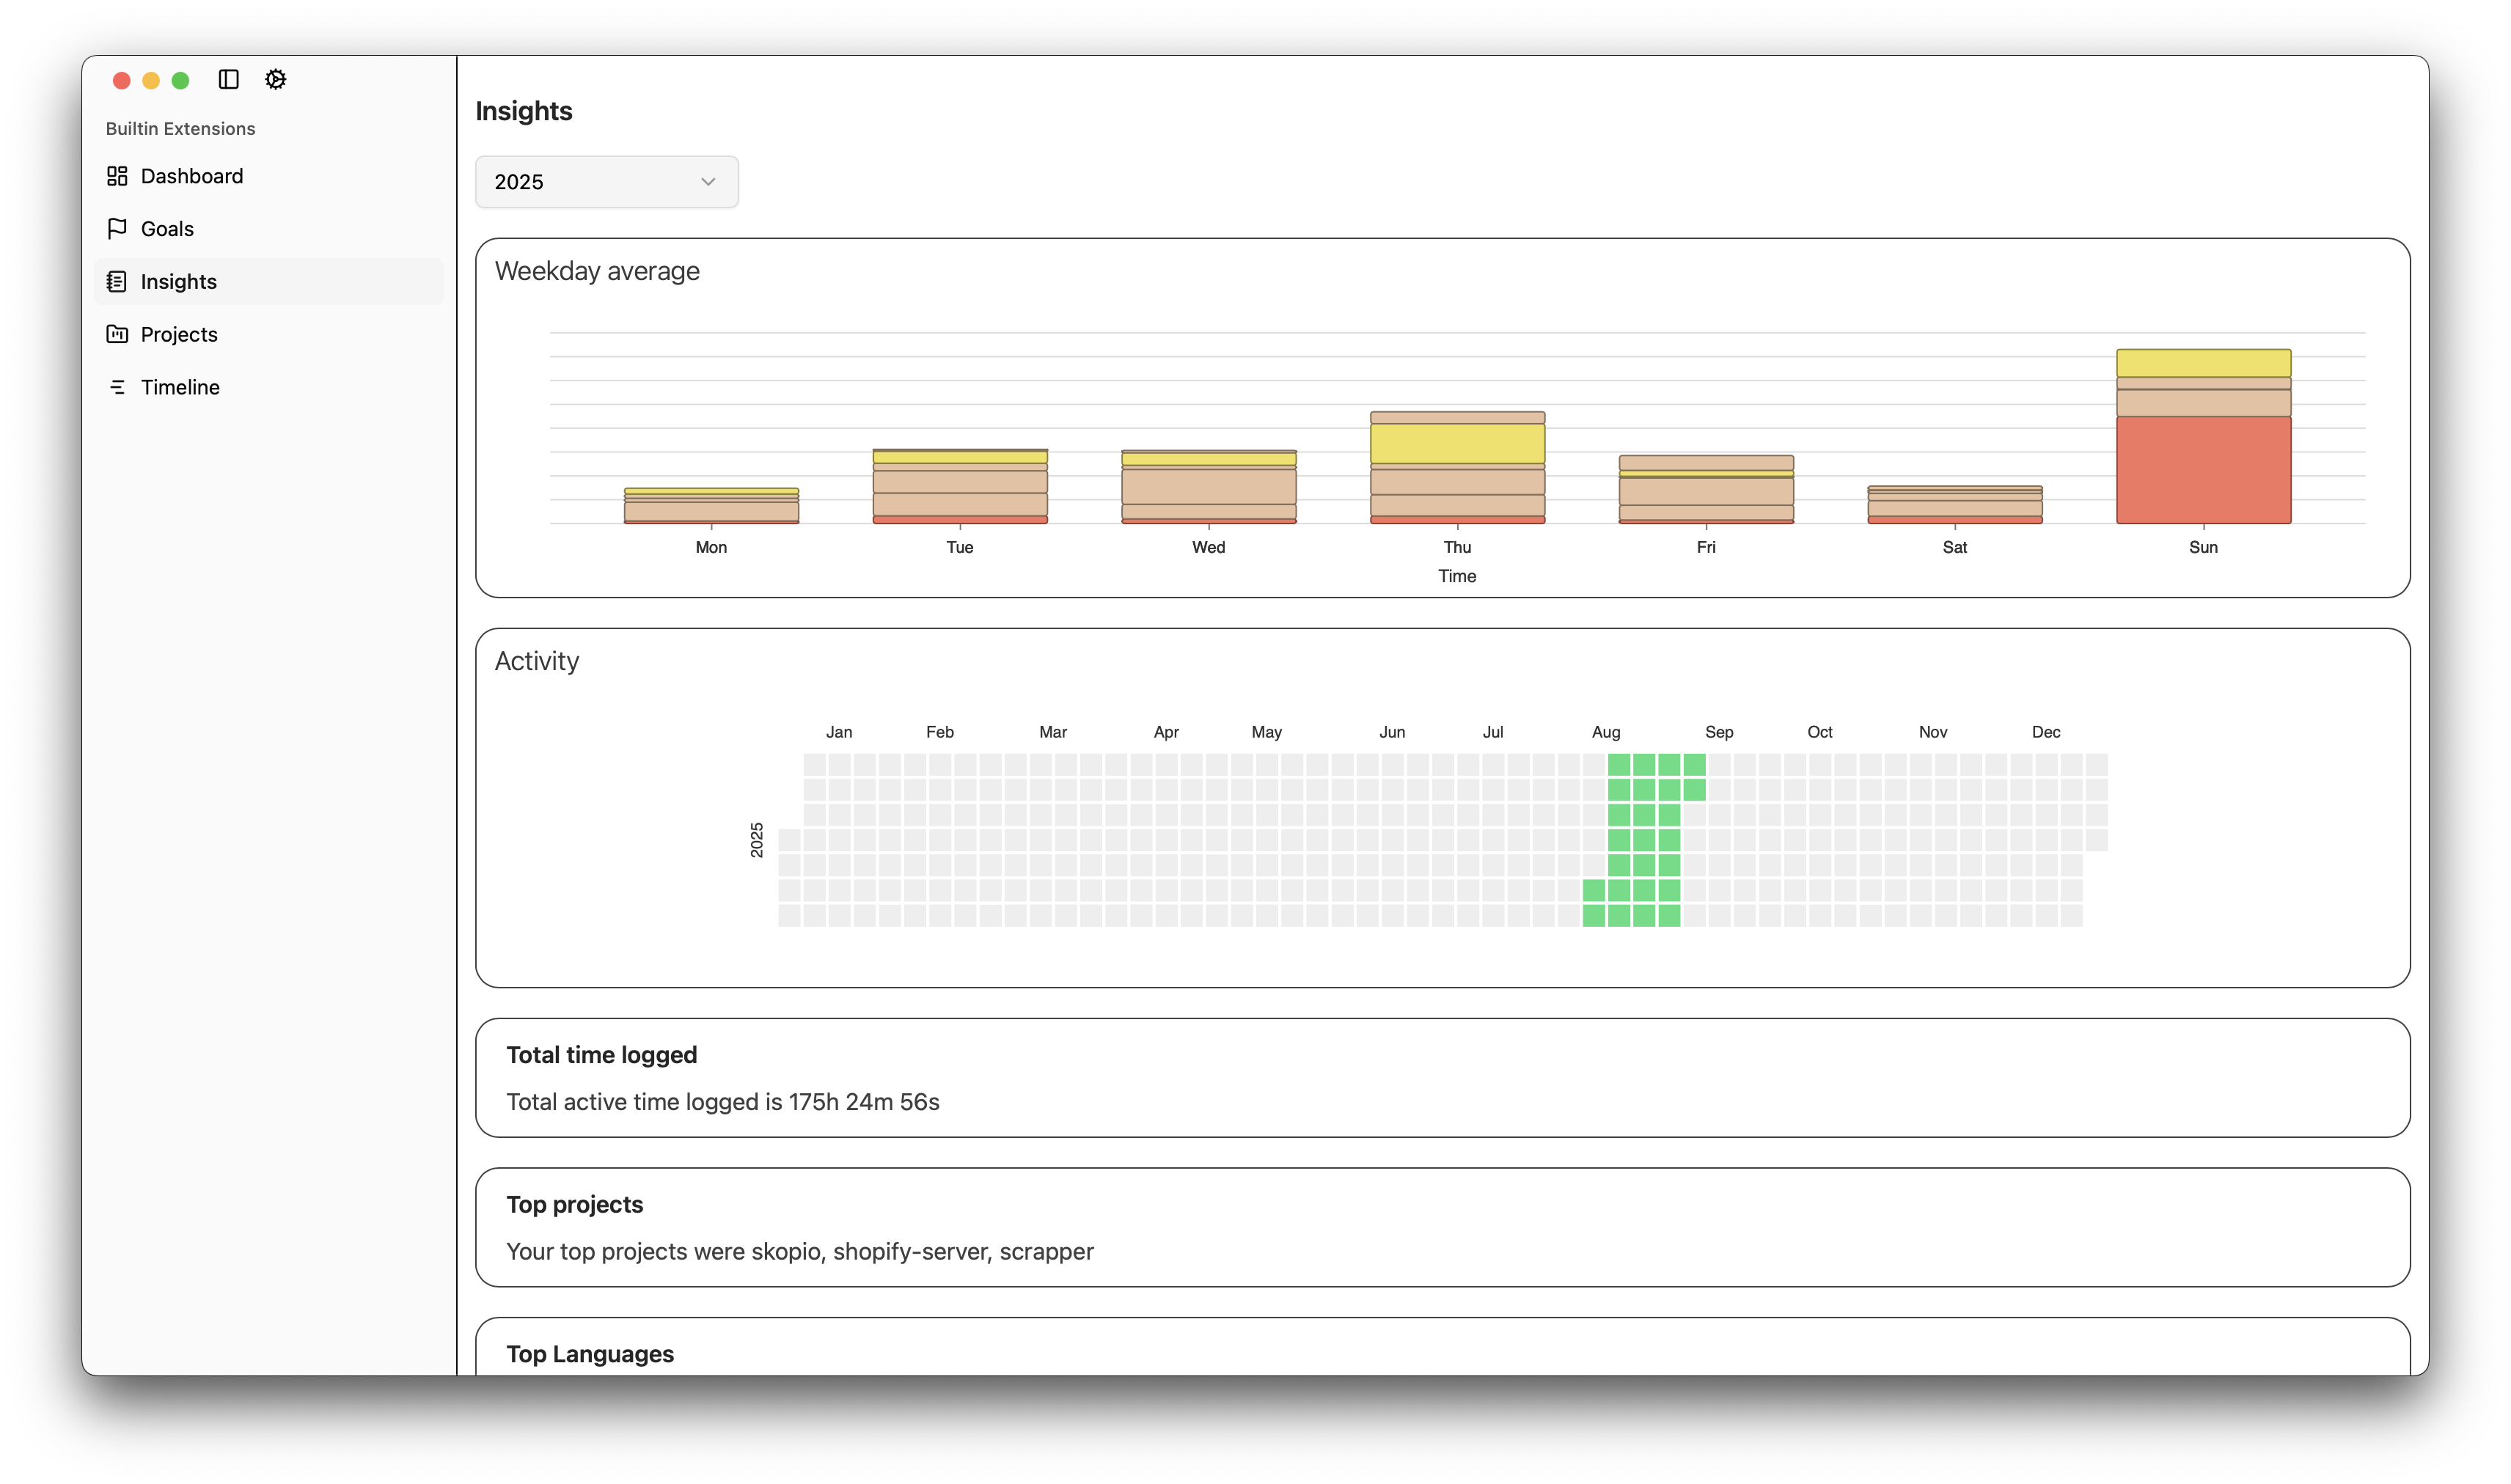 Builtin Extensions
Dashboard
Goals
Insights
Projects
Timeline
Insights
2025
Weekday average
Mon Tue Wed Thu Fri Sat Sun
Time
Activity
Jan Feb Mar Apr May Jun Jul Aug Sep Oct Nov Dec
2025
Total time logged
Total active time logged is 175h 24m 56s
Top projects
Your top projects were skopio, shopify-server, scrapper
Top Languages